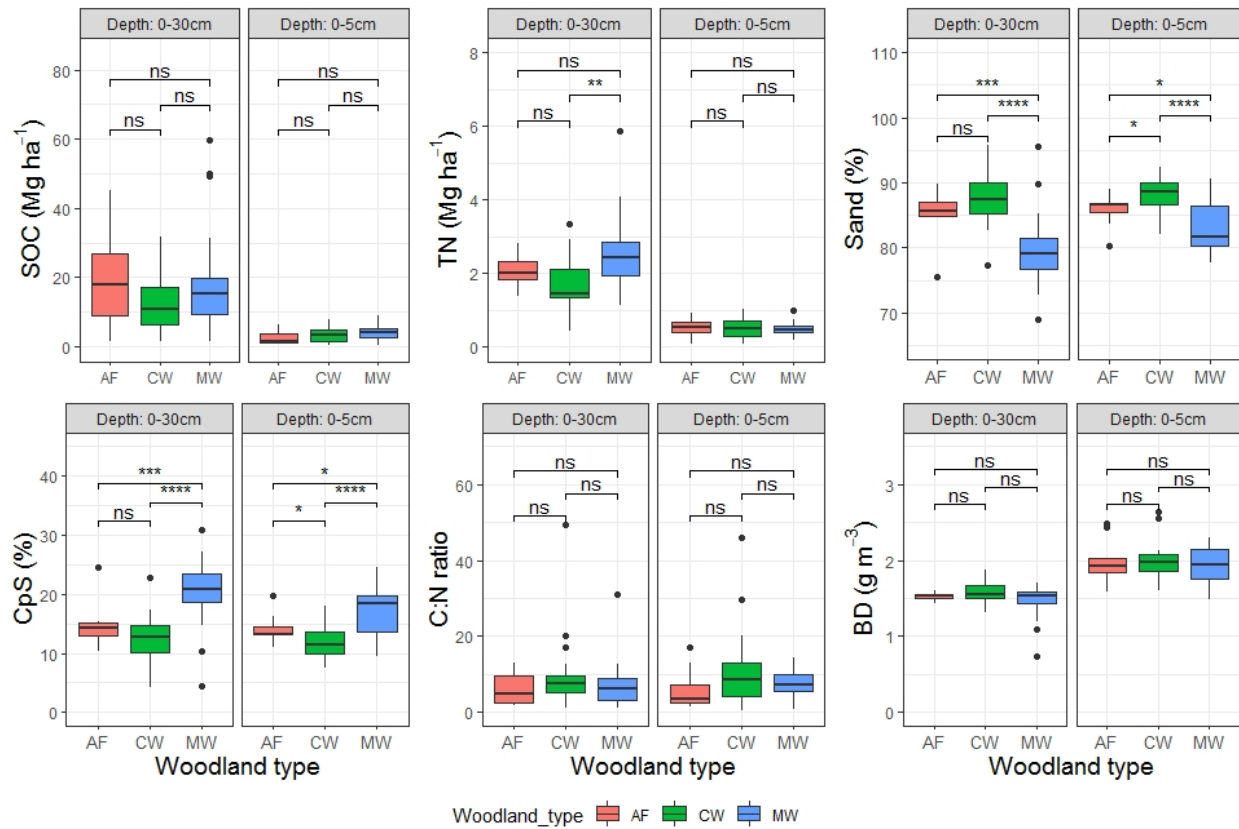 Depth: 0-30cm
Depth: 0-5cm
SOC (Mg ha⁻¹)
80
60
40
20
0
ns
ns
ns
ns
ns
ns
AF
CW
MW
AF
CW
MW
Depth: 0-30cm
Depth: 0-5cm
TN (Mg ha⁻¹)
8
6
4
2
0
ns
**
ns
ns
ns
ns
AF
CW
MW
AF
CW
MW
Depth: 0-30cm
Depth: 0-5cm
Sand (%)
110
100
90
80
70
***
****
ns
*
****
*
AF
CW
MW
AF
CW
MW
Depth: 0-30cm
Depth: 0-5cm
CpS (%)
40
30
20
10
0
***
****
ns
*
****
*
AF
CW
MW
AF
CW
MW
Woodland type
Depth: 0-30cm
Depth: 0-5cm
C:N ratio
60
40
20
0
ns
ns
ns
ns
ns
ns
AF
CW
MW
AF
CW
MW
Woodland type
Depth: 0-30cm
Depth: 0-5cm
BD (g m⁻³)
3
2
1
0
ns
ns
ns
ns
ns
ns
AF
CW
MW
AF
CW
MW
Woodland type
Woodland_type AF CW MW